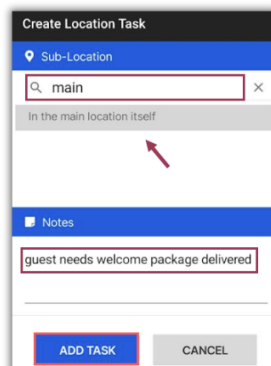 Create Location Task
Sub-Location
main
In the main location itself
Notes
guest needs welcome package delivered
ADD TASK
CANCEL